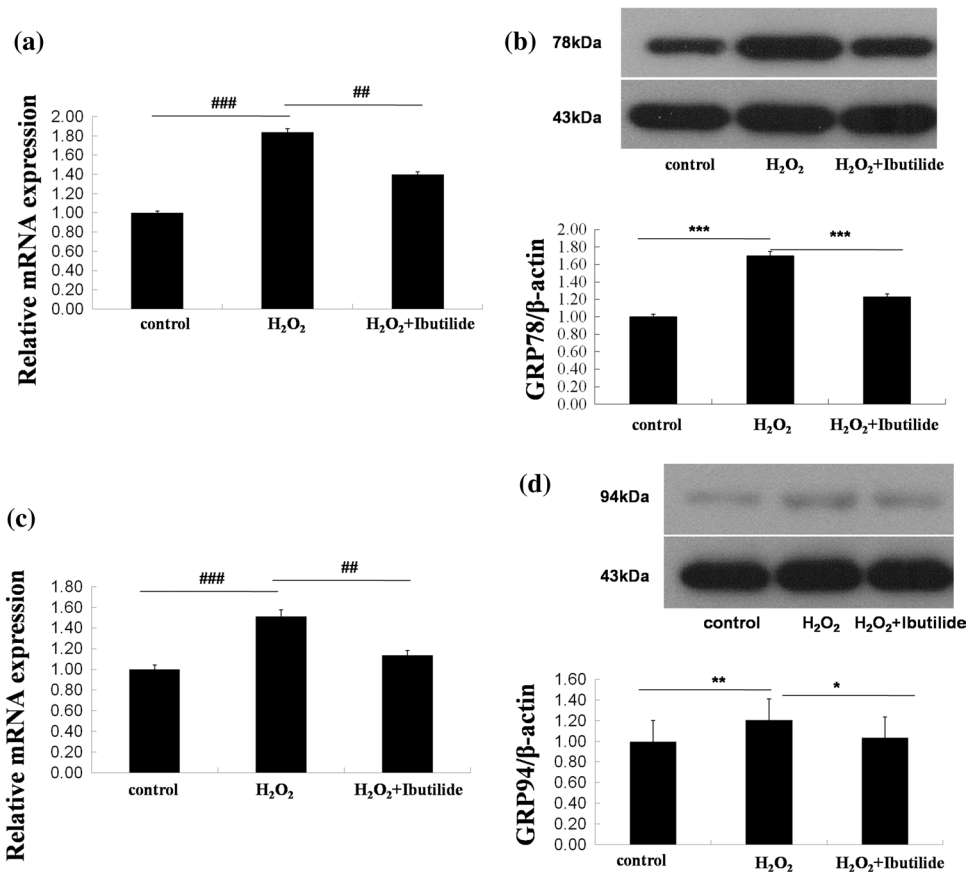 (a)
Relative mRNA expression
2.00
1.80
1.60
1.40
1.20
1.00
0.80
0.60
0.40
0.20
0.00
###
##
control
H₂O₂
H₂O₂+Ibutilide
(b)
78kDa
43kDa
control
H₂O₂
H₂O₂+Ibutilide
GRP78/β-actin
2.00
1.80
1.60
1.40
1.20
1.00
0.80
0.60
0.40
0.20
0.00
***
***
control
H₂O₂
H₂O₂+Ibutilide
(c)
Relative mRNA expression
1.80
1.60
1.40
1.20
1.00
0.80
0.60
0.40
0.20
0.00
###
##
control
H₂O₂
H₂O₂+Ibutilide
(d)
94kDa
43kDa
control
H₂O₂
H₂O₂+Ibutilide
GRP94/β-actin
1.60
1.40
1.20
1.00
0.80
0.60
0.40
0.20
0.00
**
*
control
H₂O₂
H₂O₂+Ibutilide